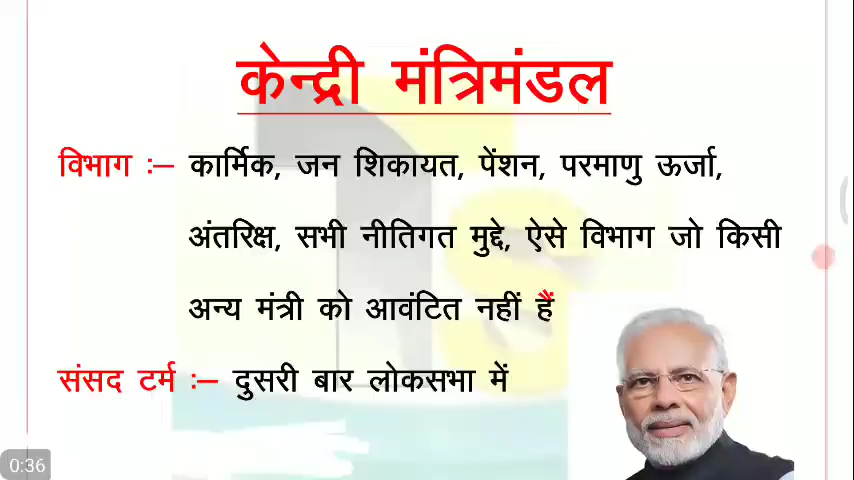 केन्द्री मंत्रिमंडल
विभाग :– कार्मिक, जन शिकायत, पेंशन, परमाणु ऊर्जा,
अंतरिक्ष, सभी नीतिगत मुद्दे, ऐसे विभाग जो किसी
अन्य मंत्री को आवंटित नहीं हैं
संसद टर्म :– दुसरी बार लोकसभा में
0:36